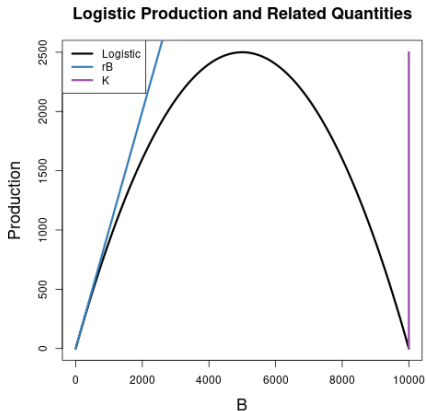 Logistic Production and Related Quantities
Logistic
rB
K
Production
2500
2000
1500
1000
500
0
0 2000 4000 6000 8000 10000
B